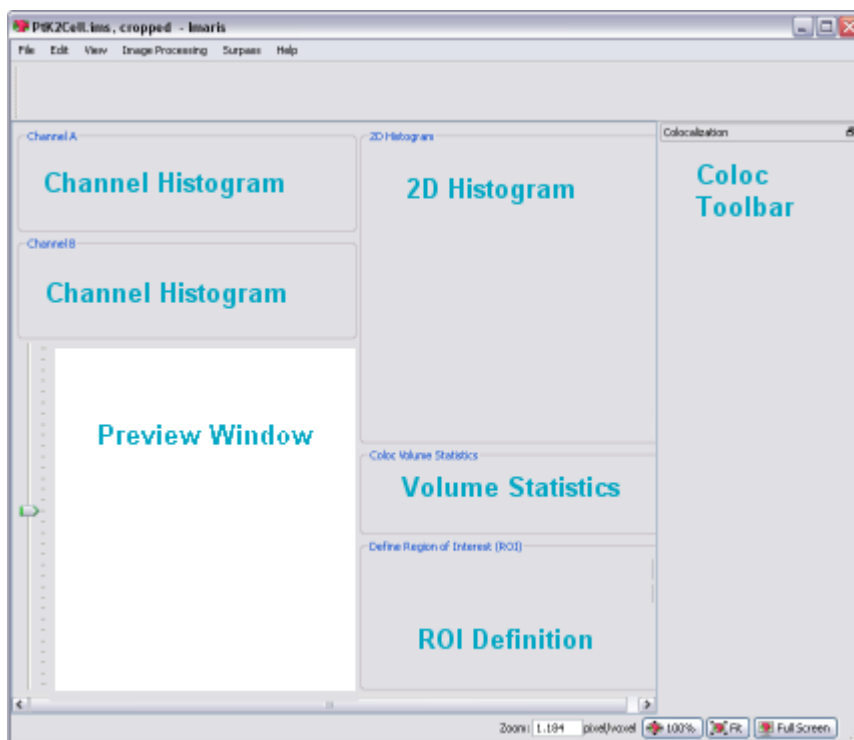 PtK2Cell.ims, cropped - Imaris
File Edit View Image Processing Surpass Help
Channel A
Channel Histogram
2D Histogram
2D Histogram
Colocalization
Coloc
Toolbar
Channel B
Channel Histogram
Preview Window
Coloc Volume Statistics
Volume Statistics
Define Region of Interest (ROI)
ROI Definition
Zoom: 1.184 pixel/voxel 100% Fit Full Screen